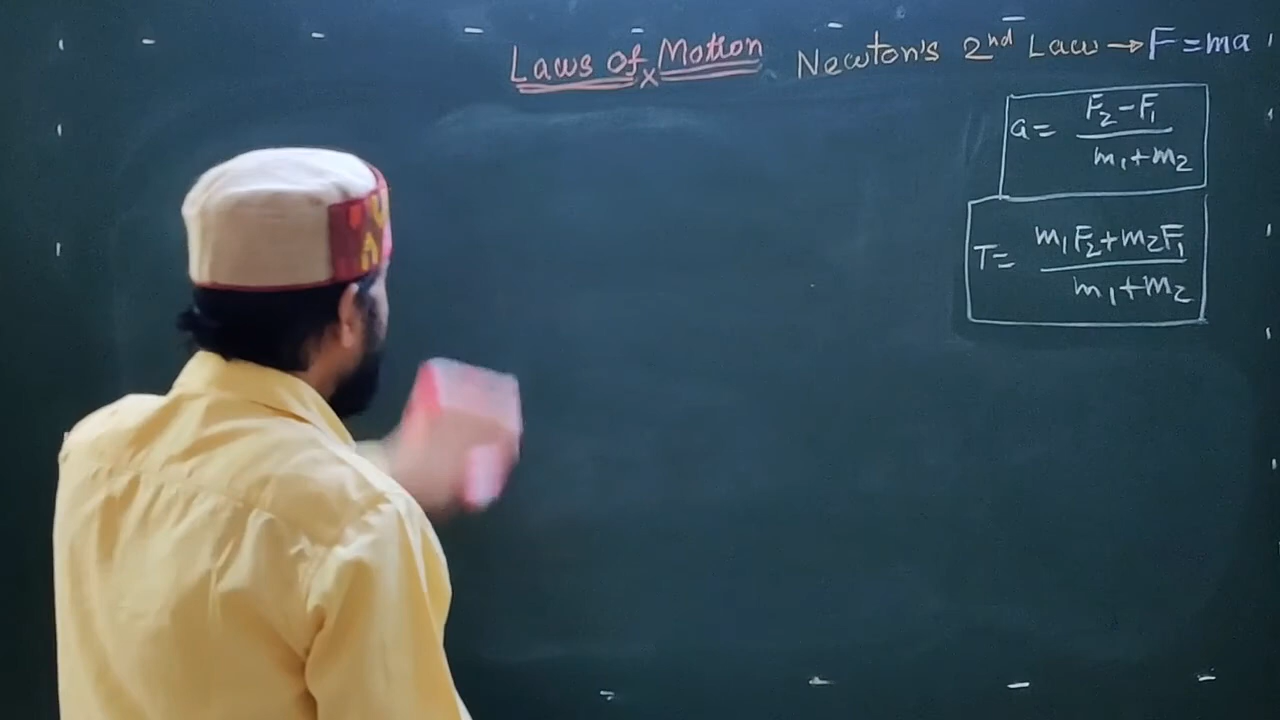 Laws of Motion Newton's 2nd Law → F = ma
a = F₂ - F₁ / m₁ + m₂
T = m₁F₂ + m₂F₁ / m₁ + m₂